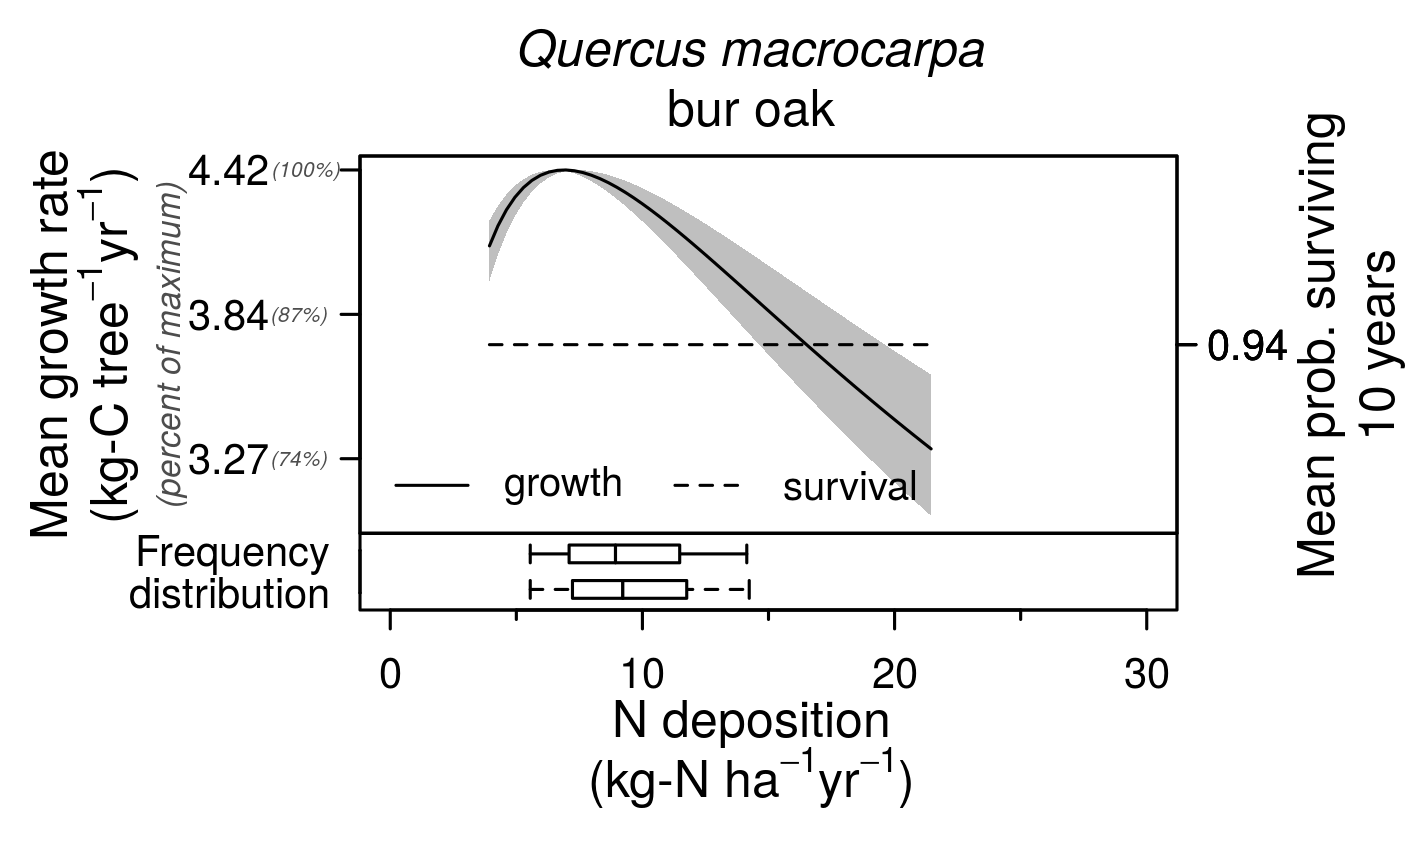 Quercus macrocarpa
bur oak
Mean growth rate
(kg-C tree⁻¹yr⁻¹)
(percent of maximum)
4.42 (100%)
3.84 (87%)
3.27 (74%)
growth survival
0.94
Mean prob. surviving
10 years
Frequency
distribution
0 10 20 30
N deposition
(kg-N ha⁻¹yr⁻¹)